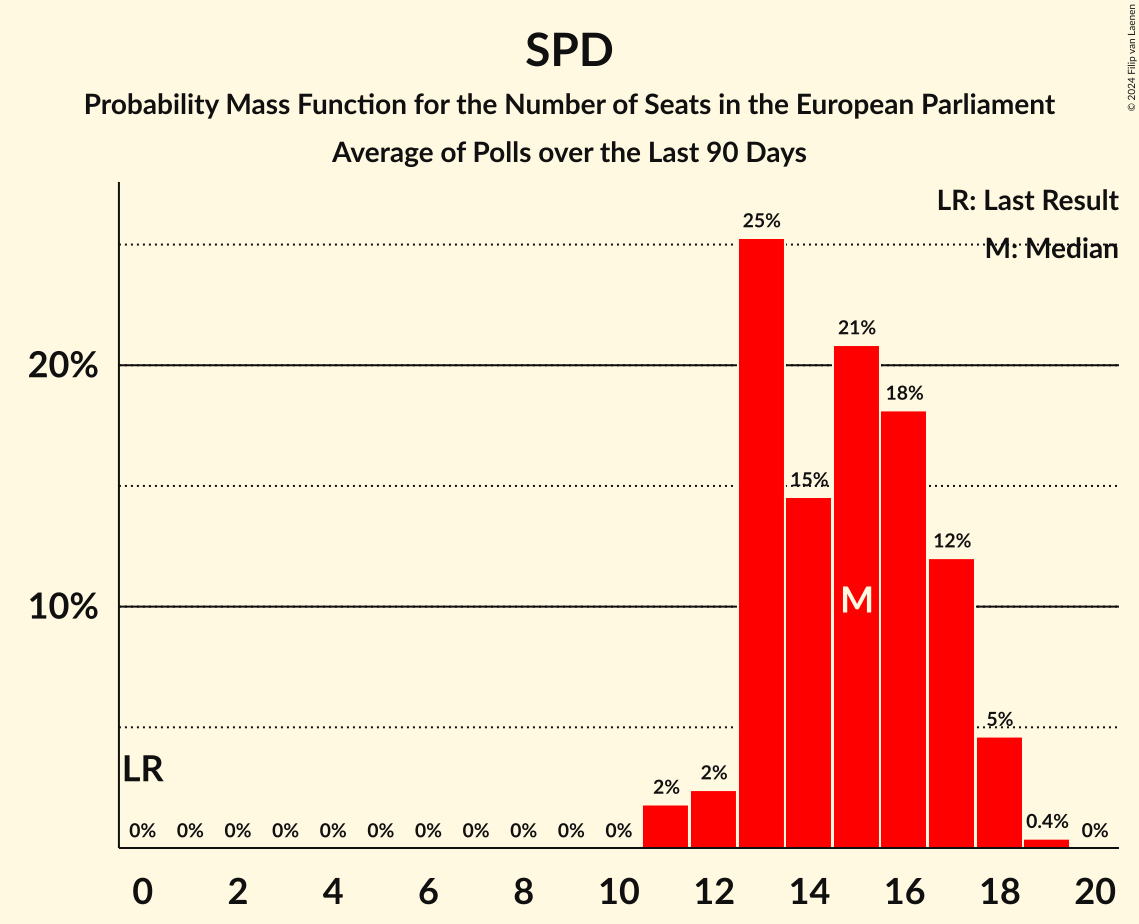 SPD
Probability Mass Function for the Number of Seats in the European Parliament
Average of Polls over the Last 90 Days
© 2024 Filip van Laenen
LR: Last Result
M: Median
25%
21%
20%
18%
15%
12%
10%
M
5%
LR
2%
2%
0.4%
0% 0% 0% 0% 0% 0% 0% 0% 0% 0% 0% 0%
0 2 4 6 8 10 12 14 16 18 20